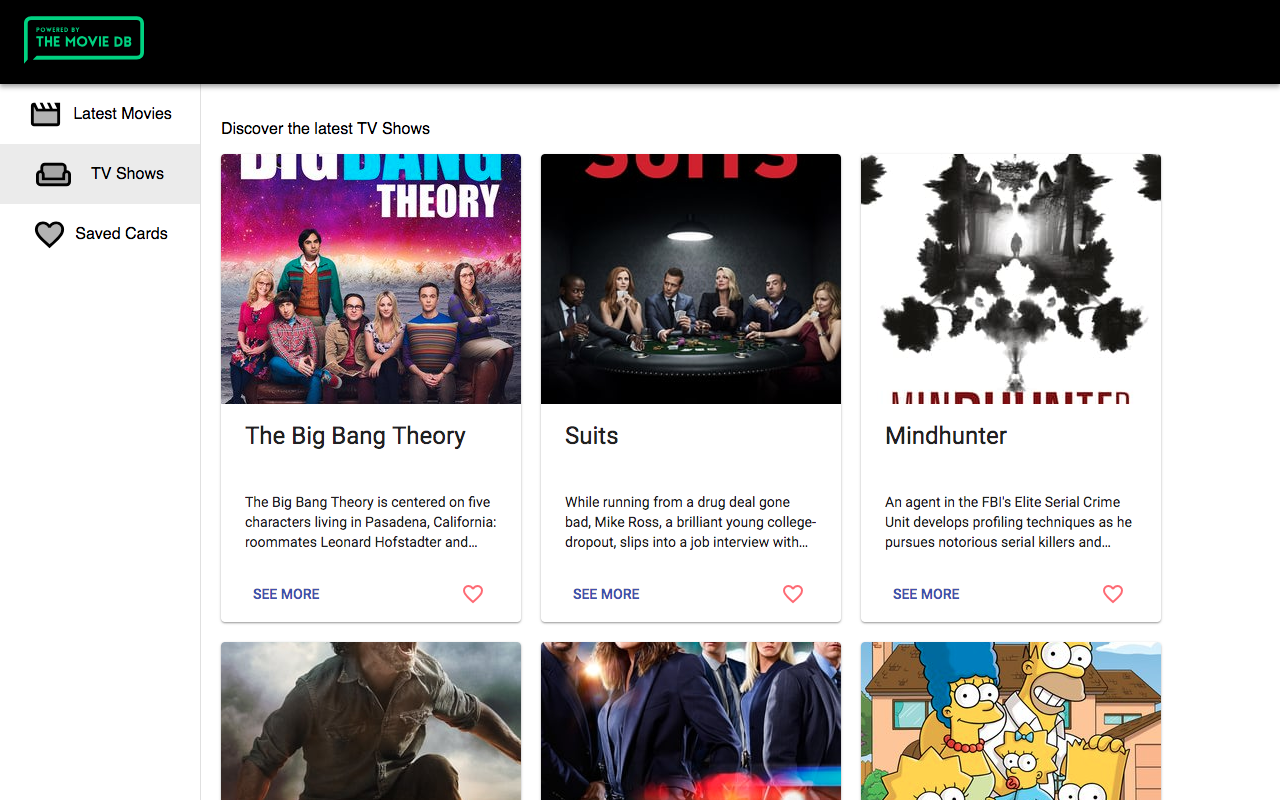 POWERED BY
THE MOVIE DB
Latest Movies
TV Shows
Saved Cards
Discover the latest TV Shows
BIG BANG
THEORY
SUITS
MINDHUNTER
The Big Bang Theory
Suits
Mindhunter
The Big Bang Theory is centered on five
characters living in Pasadena, California:
roommates Leonard Hofstadter and...
While running from a drug deal gone
bad, Mike Ross, a brilliant young college-
dropout, slips into a job interview with...
An agent in the FBI's Elite Serial Crime
Unit develops profiling techniques as he
pursues notorious serial killers and...
SEE MORE
SEE MORE
SEE MORE